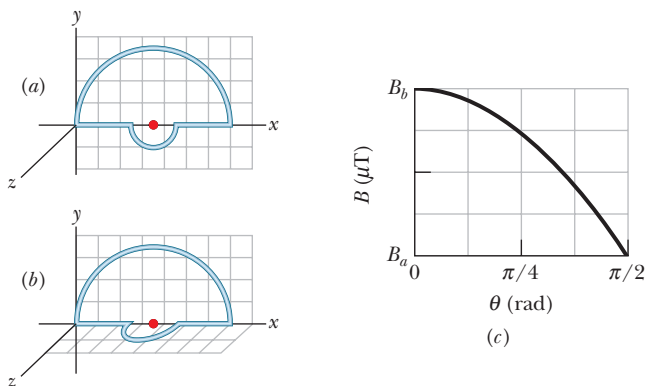 y
(a)
x
z
y
(b)
x
z
B_b
B (μT)
B_a
0
π/4
π/2
θ (rad)
(c)